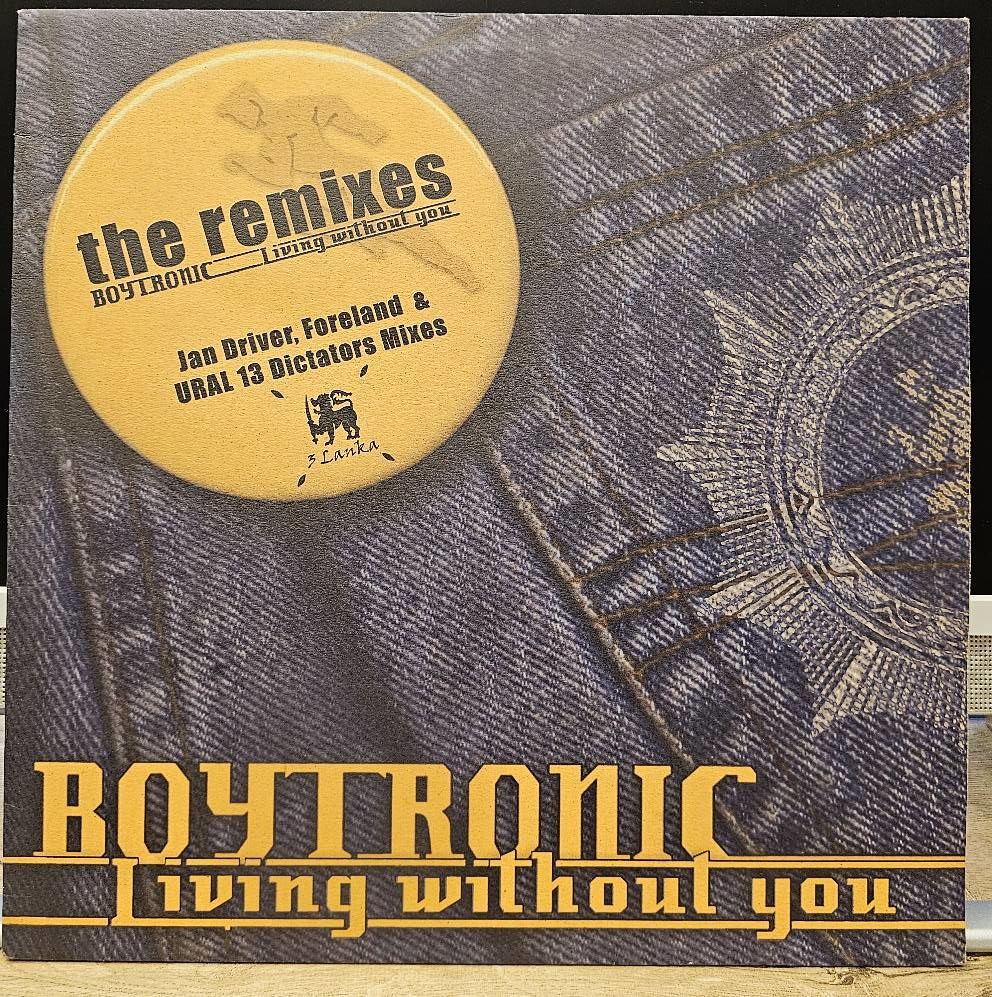 the remixes
BOYTRONIC Living without you
Jan Driver, Foreland &
URAL 13 Dictators Mixes
3 Lanka
BOYTRONIC
Living without you